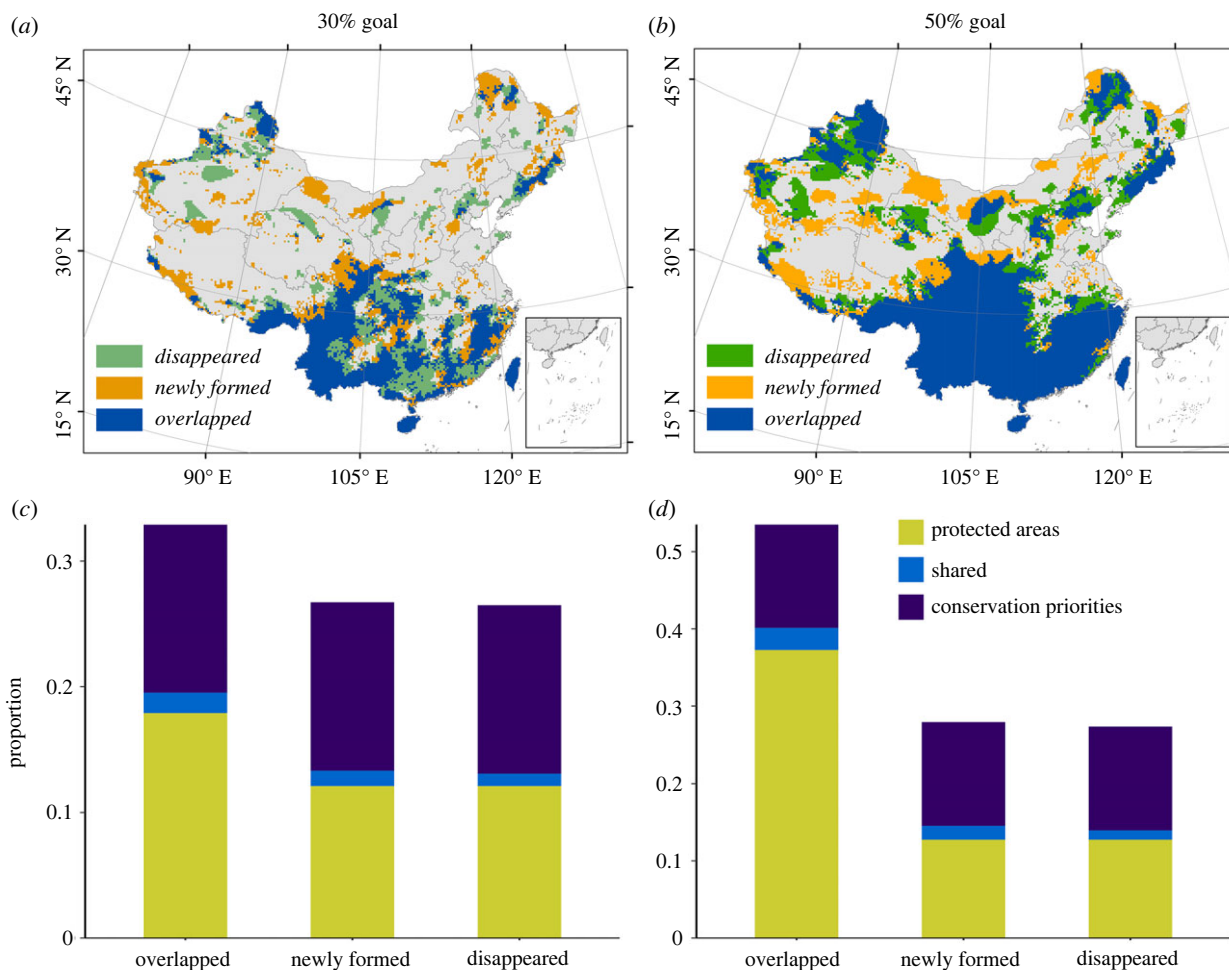 (a)
30% goal
45° N
30° N
15° N
disappeared
newly formed
overlapped
90° E
105° E
120° E
(b)
50% goal
45° N
30° N
15° N
disappeared
newly formed
overlapped
90° E
105° E
120° E
(c)
proportion
0.3
0.2
0.1
0
overlapped
newly formed
disappeared
(d)
protected areas
shared
conservation priorities
0.5
0.4
0.3
0.2
0.1
0
overlapped
newly formed
disappeared